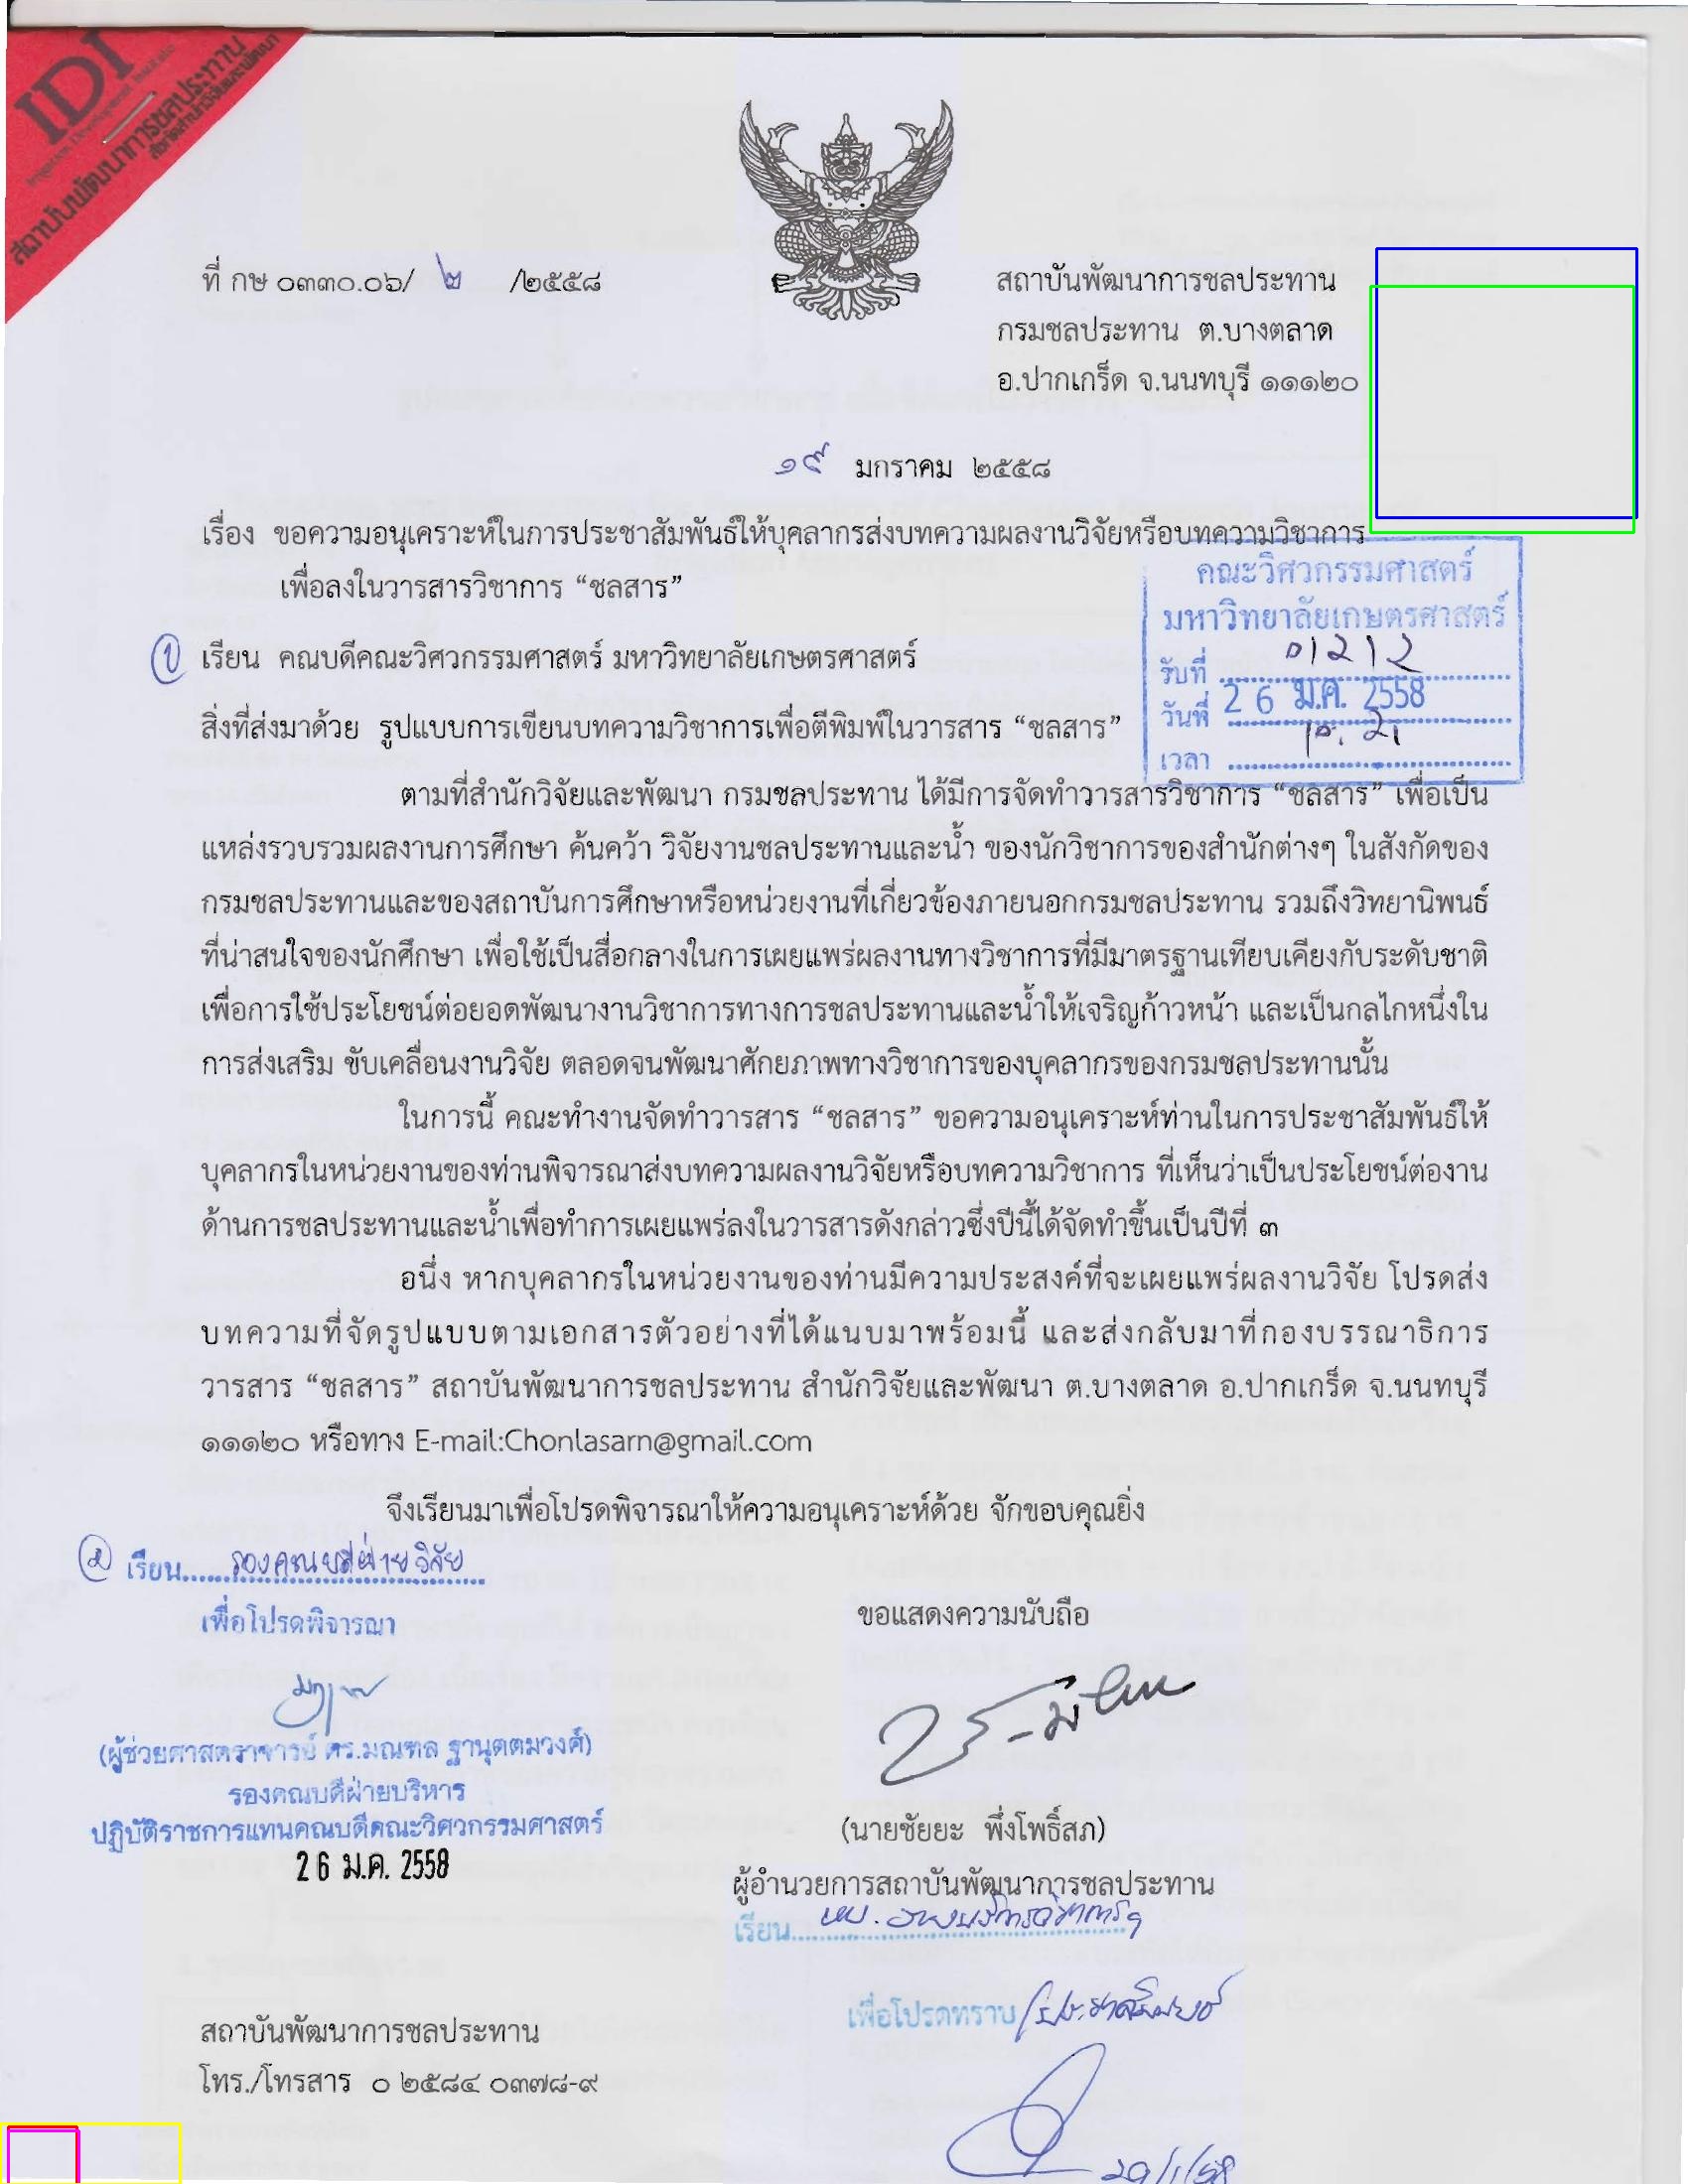 IDI
สถาบันพัฒนาการชลประทาน
สังกัดสำนักวิจัยและพัฒนา
ที่ กษ ๐๓๓๐.๐๖/ ๒ /๒๕๕๘
สถาบันพัฒนาการชลประทาน
กรมชลประทาน ต.บางตลาด
อ.ปากเกร็ด จ.นนทบุรี ๑๑๑๒๐
๑๙ มกราคม ๒๕๕๘
เรื่อง ขอความอนุเคราะห์ในการประชาสัมพันธ์ให้บุคลากรส่งบทความผลงานวิจัยหรือบทความวิชาการ
เพื่อลงในวารสารวิชาการ “ชลสาร”
คณะวิศวกรรมศาสตร์
มหาวิทยาลัยเกษตรศาสตร์
รับที่ 01212
วันที่ 26 ม.ค. 2558
เวลา 10.21
① เรียน คณบดีคณะวิศวกรรมศาสตร์ มหาวิทยาลัยเกษตรศาสตร์
สิ่งที่ส่งมาด้วย รูปแบบการเขียนบทความวิชาการเพื่อตีพิมพ์ในวารสาร “ชลสาร”
ตามที่สำนักวิจัยและพัฒนา กรมชลประทาน ได้มีการจัดทำวารสารวิชาการ “ชลสาร” เพื่อเป็น
แหล่งรวบรวมผลงานการศึกษา ค้นคว้า วิจัยงานชลประทานและน้ำ ของนักวิชาการของสำนักต่างๆ ในสังกัดของ
กรมชลประทานและของสถาบันการศึกษาหรือหน่วยงานที่เกี่ยวข้องภายนอกกรมชลประทาน รวมถึงวิทยานิพนธ์
ที่น่าสนใจของนักศึกษา เพื่อใช้เป็นสื่อกลางในการเผยแพร่ผลงานทางวิชาการที่มีมาตรฐานเทียบเคียงกับระดับชาติ
เพื่อการใช้ประโยชน์ต่อยอดพัฒนางานวิชาการทางการชลประทานและน้ำให้เจริญก้าวหน้า และเป็นกลไกหนึ่งใน
การส่งเสริม ขับเคลื่อนงานวิจัย ตลอดจนพัฒนาศักยภาพทางวิชาการของบุคลากรของกรมชลประทานนั้น
ในการนี้ คณะทำงานจัดทำวารสาร “ชลสาร” ขอความอนุเคราะห์ท่านในการประชาสัมพันธ์ให้
บุคลากรในหน่วยงานของท่านพิจารณาส่งบทความผลงานวิจัยหรือบทความวิชาการ ที่เห็นว่าเป็นประโยชน์ต่องาน
ด้านการชลประทานและน้ำเพื่อทำการเผยแพร่ลงในวารสารดังกล่าวซึ่งปีนี้ได้จัดทำขึ้นเป็นปีที่ ๓
อนึ่ง หากบุคลากรในหน่วยงานของท่านมีความประสงค์ที่จะเผยแพร่ผลงานวิจัย โปรดส่ง
บทความที่จัดรูปแบบตามเอกสารตัวอย่างที่ได้แนบมาพร้อมนี้ และส่งกลับมาที่กองบรรณาธิการ
วารสาร “ชลสาร” สถาบันพัฒนาการชลประทาน สำนักวิจัยและพัฒนา ต.บางตลาด อ.ปากเกร็ด จ.นนทบุรี
๑๑๑๒๐ หรือทาง E-mail:Chonlasarn@gmail.com
จึงเรียนมาเพื่อโปรดพิจารณาให้ความอนุเคราะห์ด้วย จักขอบคุณยิ่ง
② เรียน รองคณบดีฝ่ายวิจัย
เพื่อโปรดพิจารณา
(ผู้ช่วยศาสตราจารย์ ดร.มณฑล ฐานุตตมวงศ์)
รองคณบดีฝ่ายบริหาร
ปฏิบัติราชการแทนคณบดีคณะวิศวกรรมศาสตร์
26 ม.ค. 2558
ขอแสดงความนับถือ
(นายชัยยะ พึ่งโพธิ์สภ)
ผู้อำนวยการสถาบันพัฒนาการชลประทาน
เรียน
เพื่อโปรดทราบ/ประชาสัมพันธ์
29/1/58
สถาบันพัฒนาการชลประทาน
โทร./โทรสาร ๐ ๒๕๘๔ ๐๓๗๘-๙